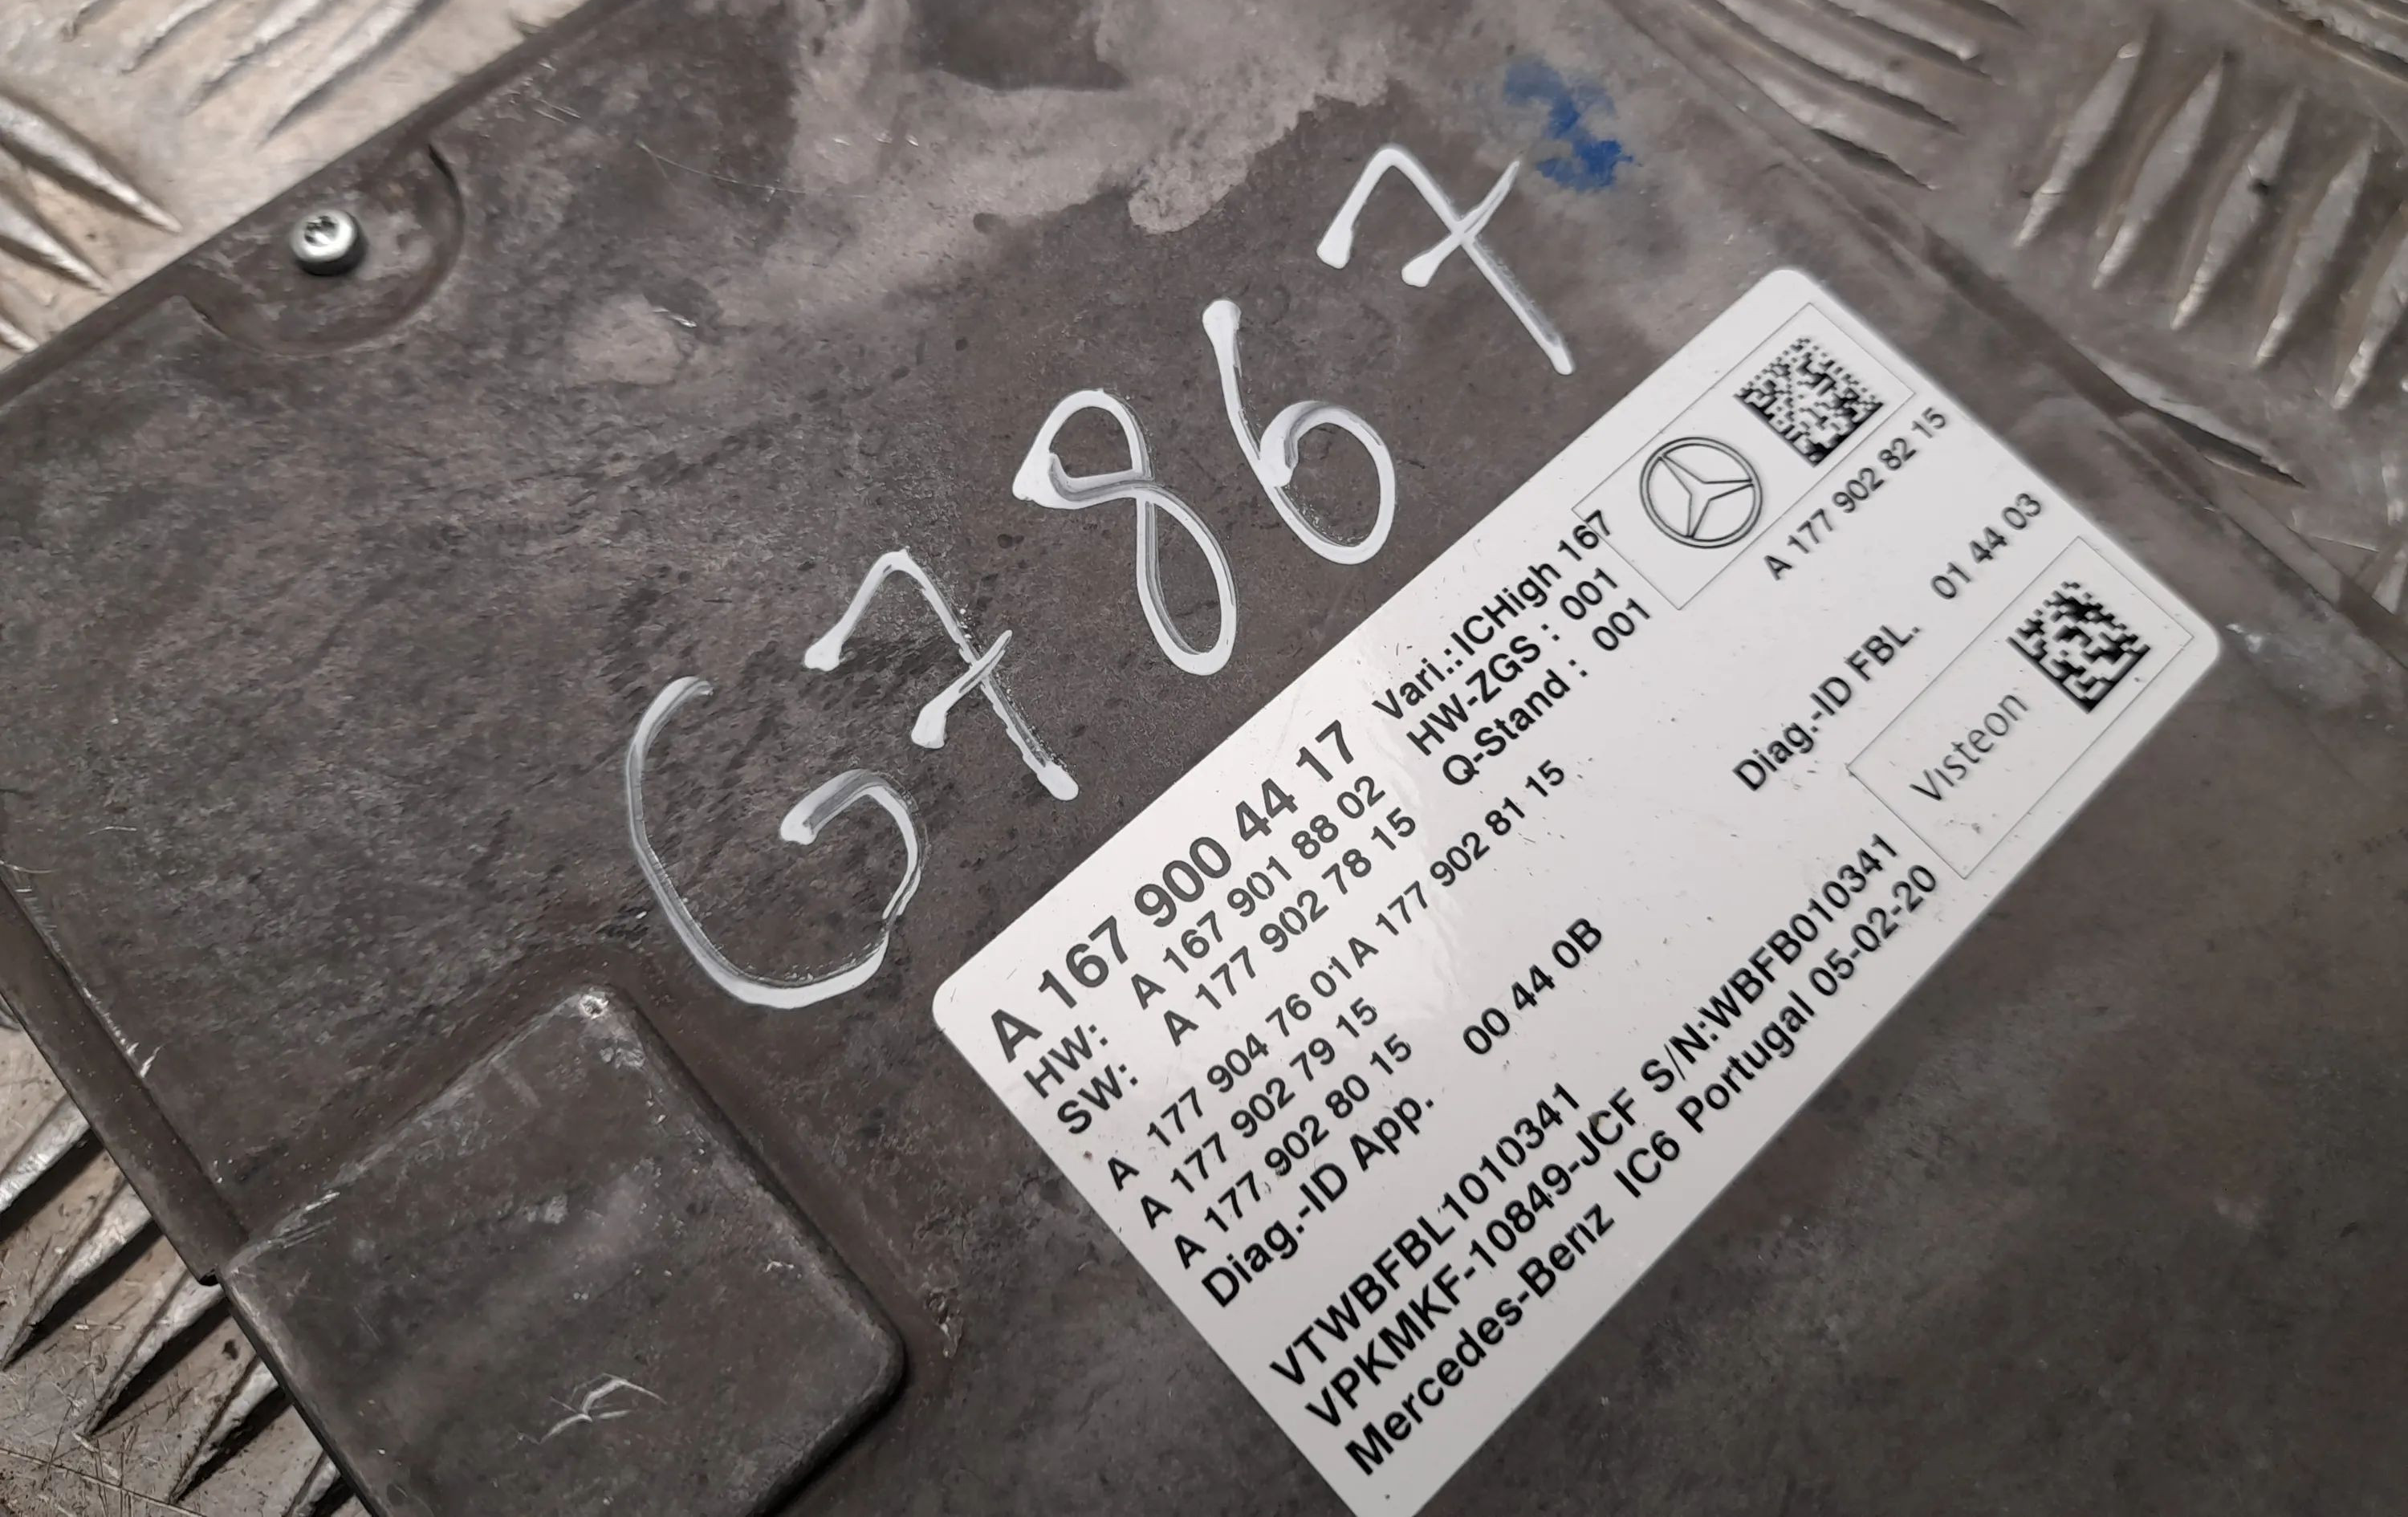 G7867
A 167 900 44 17
Vari.:ICHigh 167
HW: A 167 901 88 02
HW-ZGS : 001
SW: A 177 902 78 15
Q-Stand : 001
A 177 904 76 01 A 177 902 81 15
A 177 902 79 15
A 177 902 80 15
Diag.-ID App. 00 44 0B
A 177 902 82 15
Diag.-ID FBL. 01 44 03
Visteon
VTWBFBL1010341
VPKMKF-10849-JCF S/N:WBFB010341
Mercedes-Benz IC6 Portugal 05-02-20